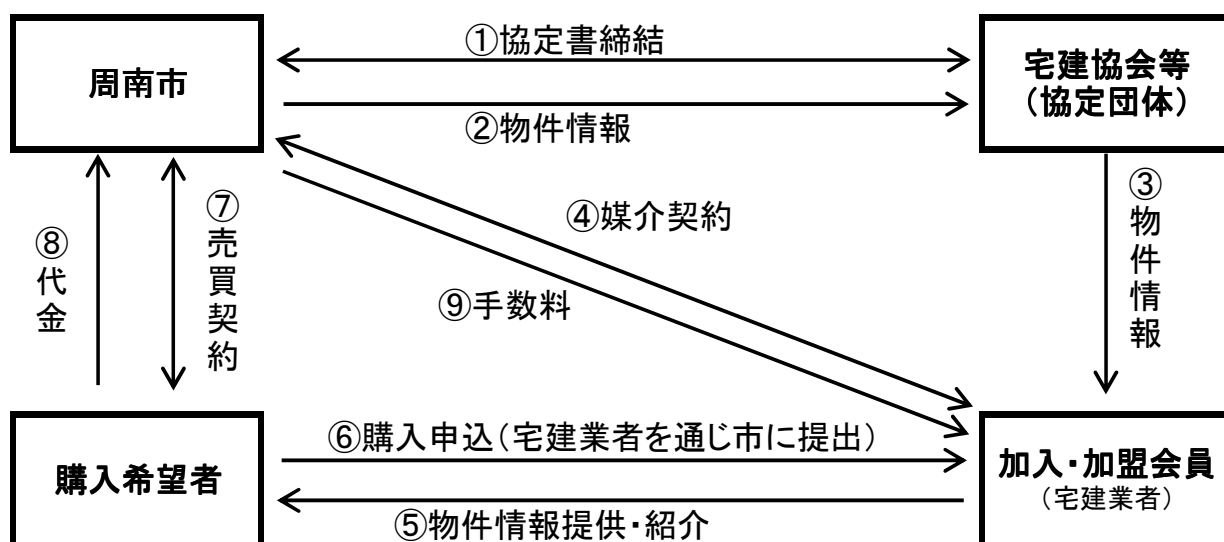 周南市
①協定書締結
②物件情報
宅建協会等
（協定団体）
③物件情報
④媒介契約
⑨手数料
⑦売買契約
⑧代金
購入希望者
⑥購入申込（宅建業者を通じ市に提出）
⑤物件情報提供・紹介
加入・加盟会員
（宅建業者）